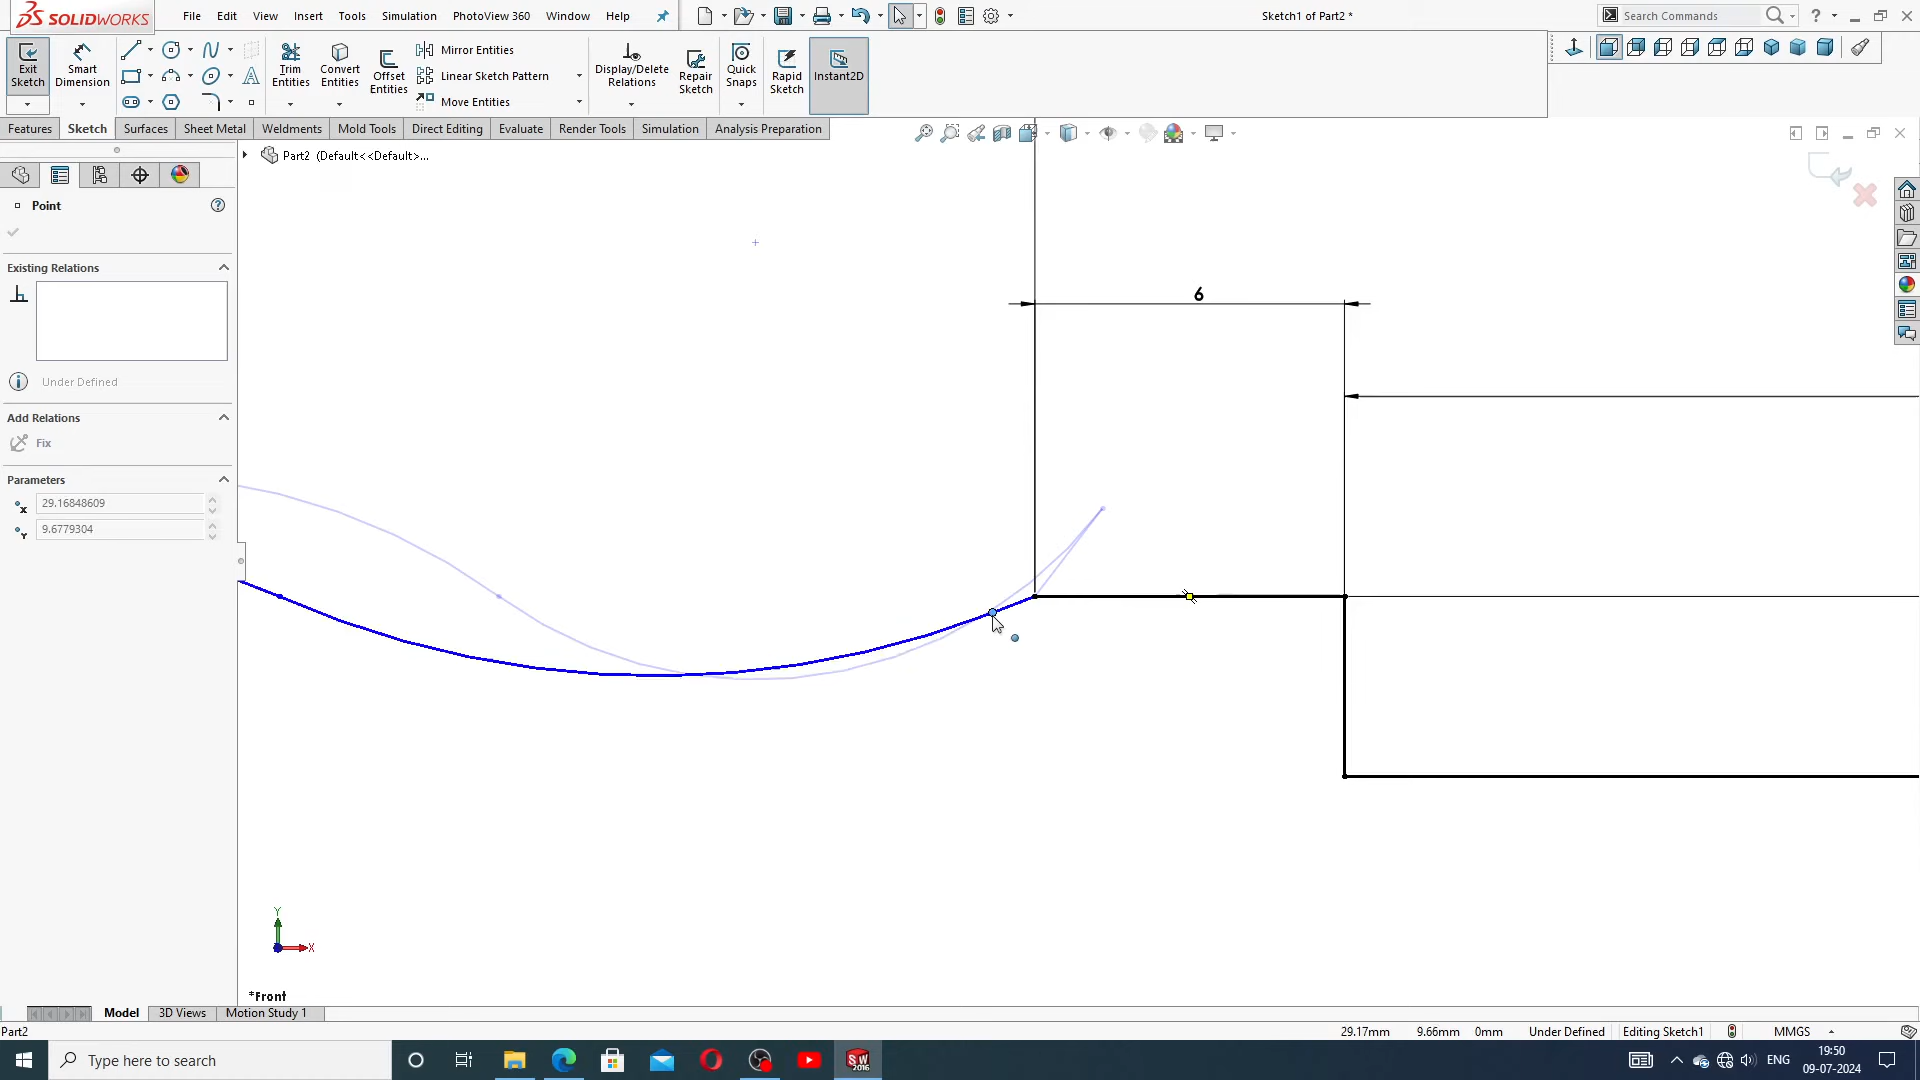 SOLIDWORKS
File Edit View Insert Tools Simulation PhotoView 360 Window Help
Sketch1 of Part2 *
Search Commands
Exit Sketch
Smart Dimension
Trim Entities
Convert Entities
Offset Entities
Mirror Entities
Linear Sketch Pattern
Move Entities
Display/Delete Relations
Repair Sketch
Quick Snaps
Rapid Sketch
Instant2D
Features Sketch Surfaces Sheet Metal Weldments Mold Tools Direct Editing Evaluate Render Tools Simulation Analysis Preparation
Part2 (Default<<Default>...
Point
Existing Relations
Under Defined
Add Relations
Fix
Parameters
29.16848609
9.6779304
6
Y
X
*Front
Model 3D Views Motion Study 1
Part2
29.17mm 9.66mm 0mm Under Defined Editing Sketch1 MMGS
Type here to search
SW
2016
ENG
19:50
09-07-2024